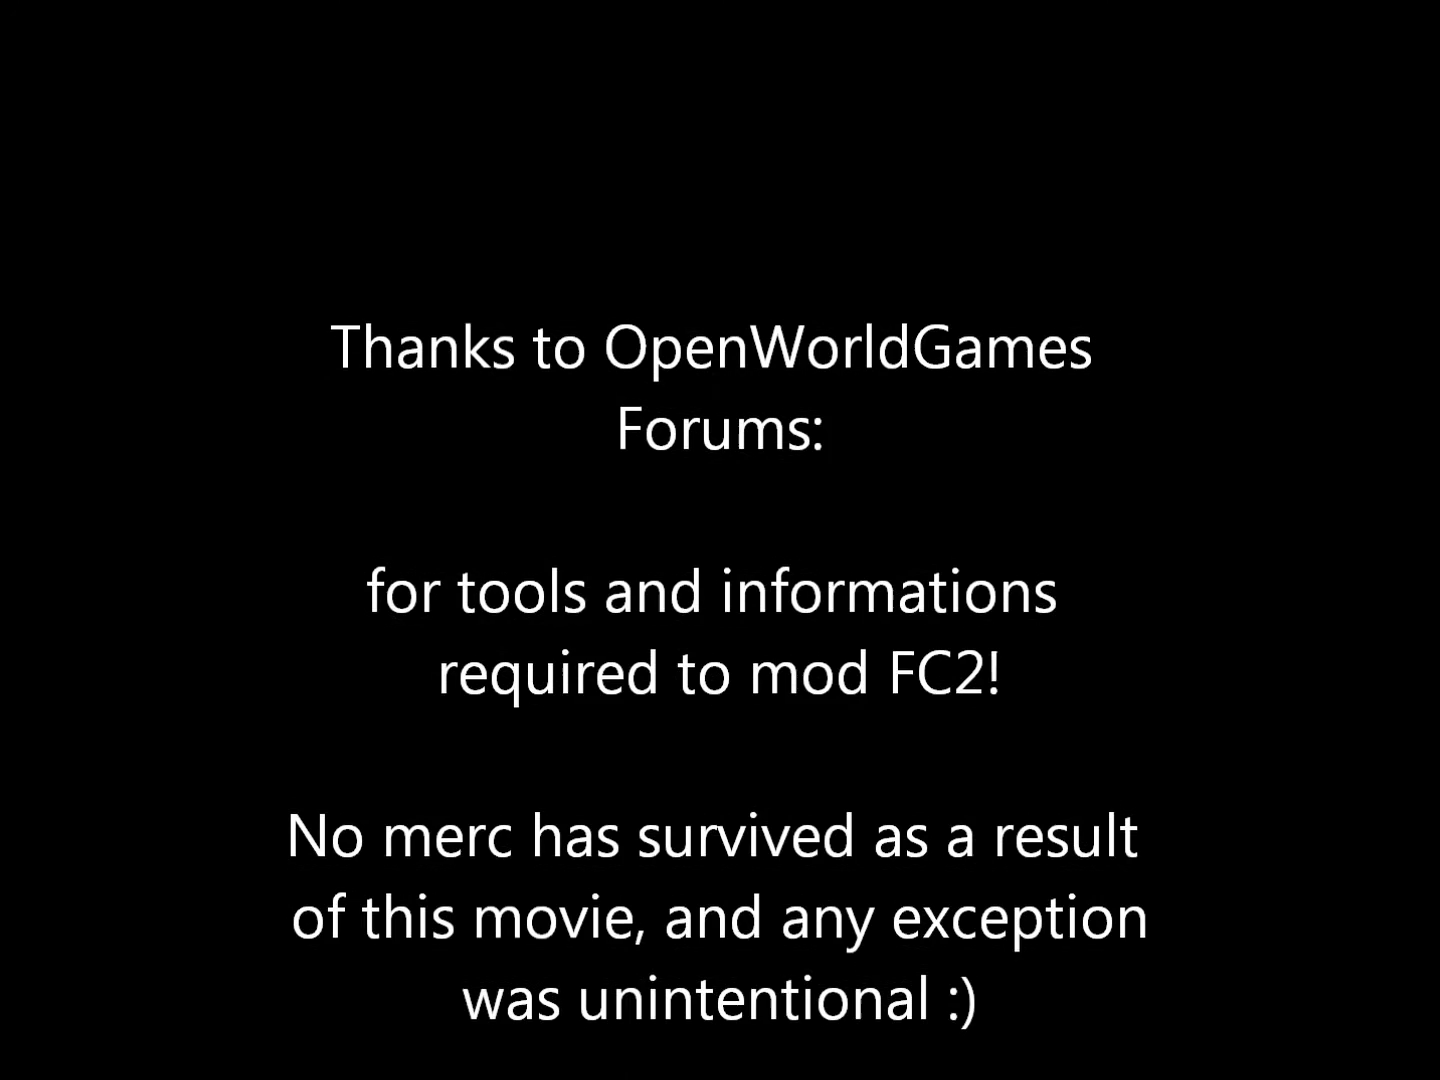 Thanks to OpenWorldGames
Forums:
for tools and informations
required to mod FC2!
No merc has survived as a result
of this movie, and any exception
was unintentional :)